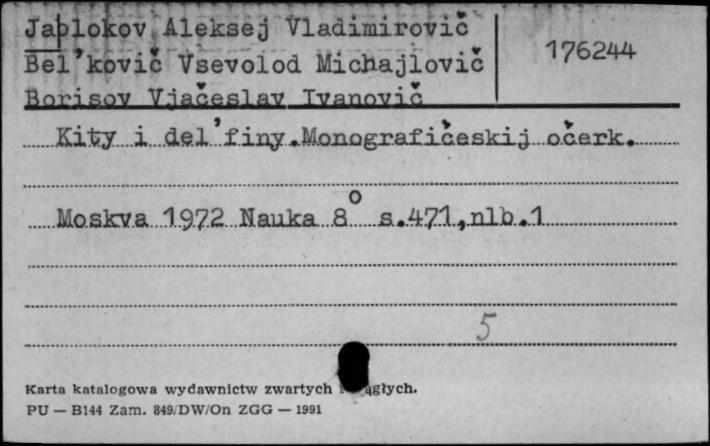 Jablokov Aleksej Vladimirovič
Bel'kovič Vsevolod Michajlovič
176244
Borisov Vjačeslav Ivanovič
Kity i del'finy.Monografičeskij očerk.
Moskva 1972 Nauka 8° s.471,nlb.1
5
Karta katalogowa wydawnictw zwartych ągłych.
PU — B144 Zam. 849/DW/On ZGG — 1991